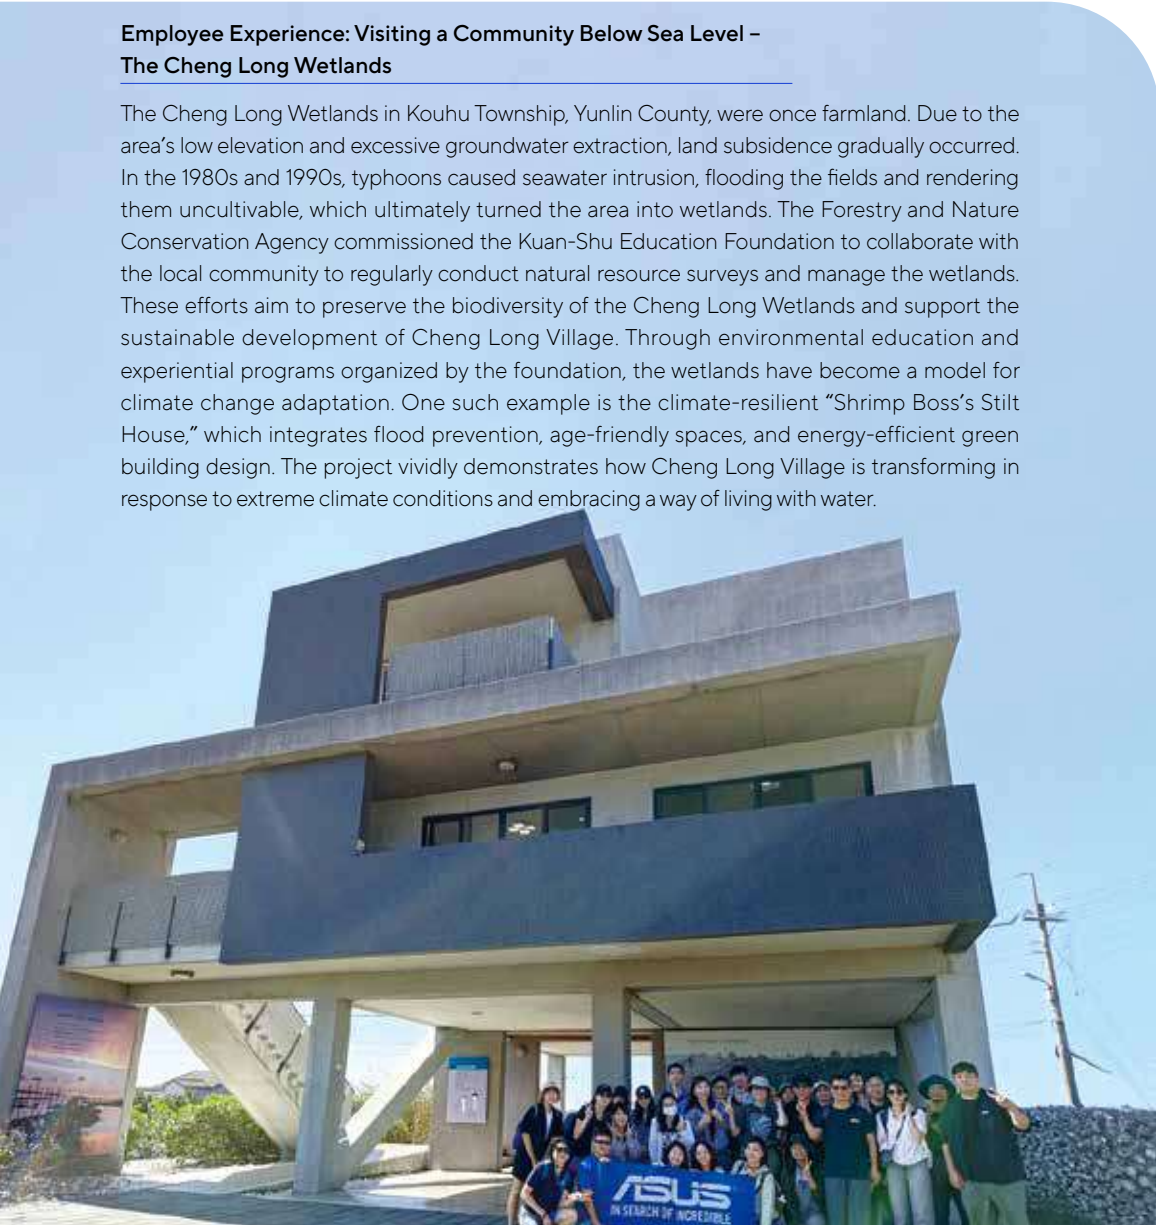 Employee Experience: Visiting a Community Below Sea Level –
The Cheng Long Wetlands
The Cheng Long Wetlands in Kouhu Township, Yunlin County, were once farmland. Due to the
area's low elevation and excessive groundwater extraction, land subsidence gradually occurred.
In the 1980s and 1990s, typhoons caused seawater intrusion, flooding the fields and rendering
them uncultivable, which ultimately turned the area into wetlands. The Forestry and Nature
Conservation Agency commissioned the Kuan-Shu Education Foundation to collaborate with
the local community to regularly conduct natural resource surveys and manage the wetlands.
These efforts aim to preserve the biodiversity of the Cheng Long Wetlands and support the
sustainable development of Cheng Long Village. Through environmental education and
experiential programs organized by the foundation, the wetlands have become a model for
climate change adaptation. One such example is the climate-resilient “Shrimp Boss’s Stilt
House,” which integrates flood prevention, age-friendly spaces, and energy-efficient green
building design. The project vividly demonstrates how Cheng Long Village is transforming in
response to extreme climate conditions and embracing a way of living with water.
ASUS
IN SEARCH OF INCREDIBLE